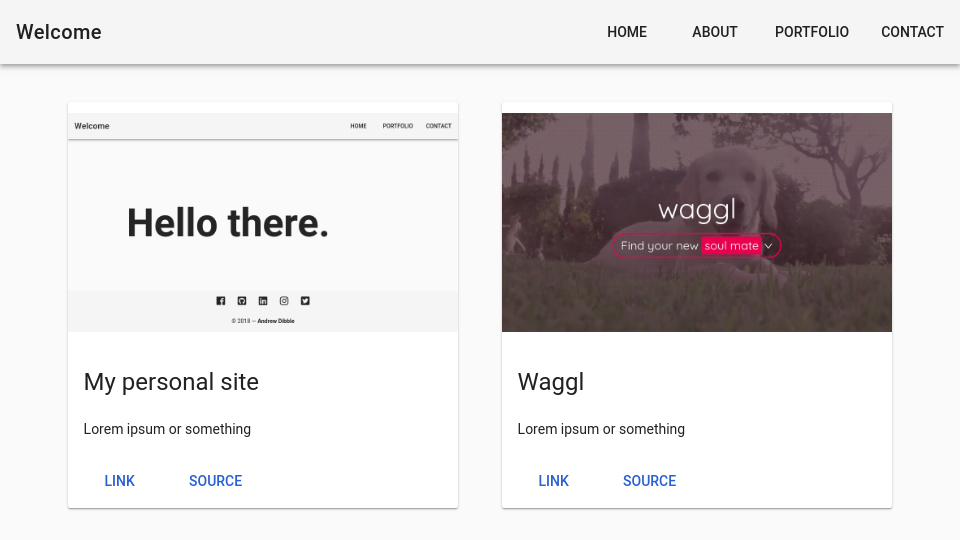 Welcome
HOME ABOUT PORTFOLIO CONTACT
Welcome
HOME PORTFOLIO CONTACT
Hello there.
© 2018 — Andrew Dibble
My personal site
Lorem ipsum or something
LINK SOURCE
waggl
Find your new soul mate
Waggl
Lorem ipsum or something
LINK SOURCE